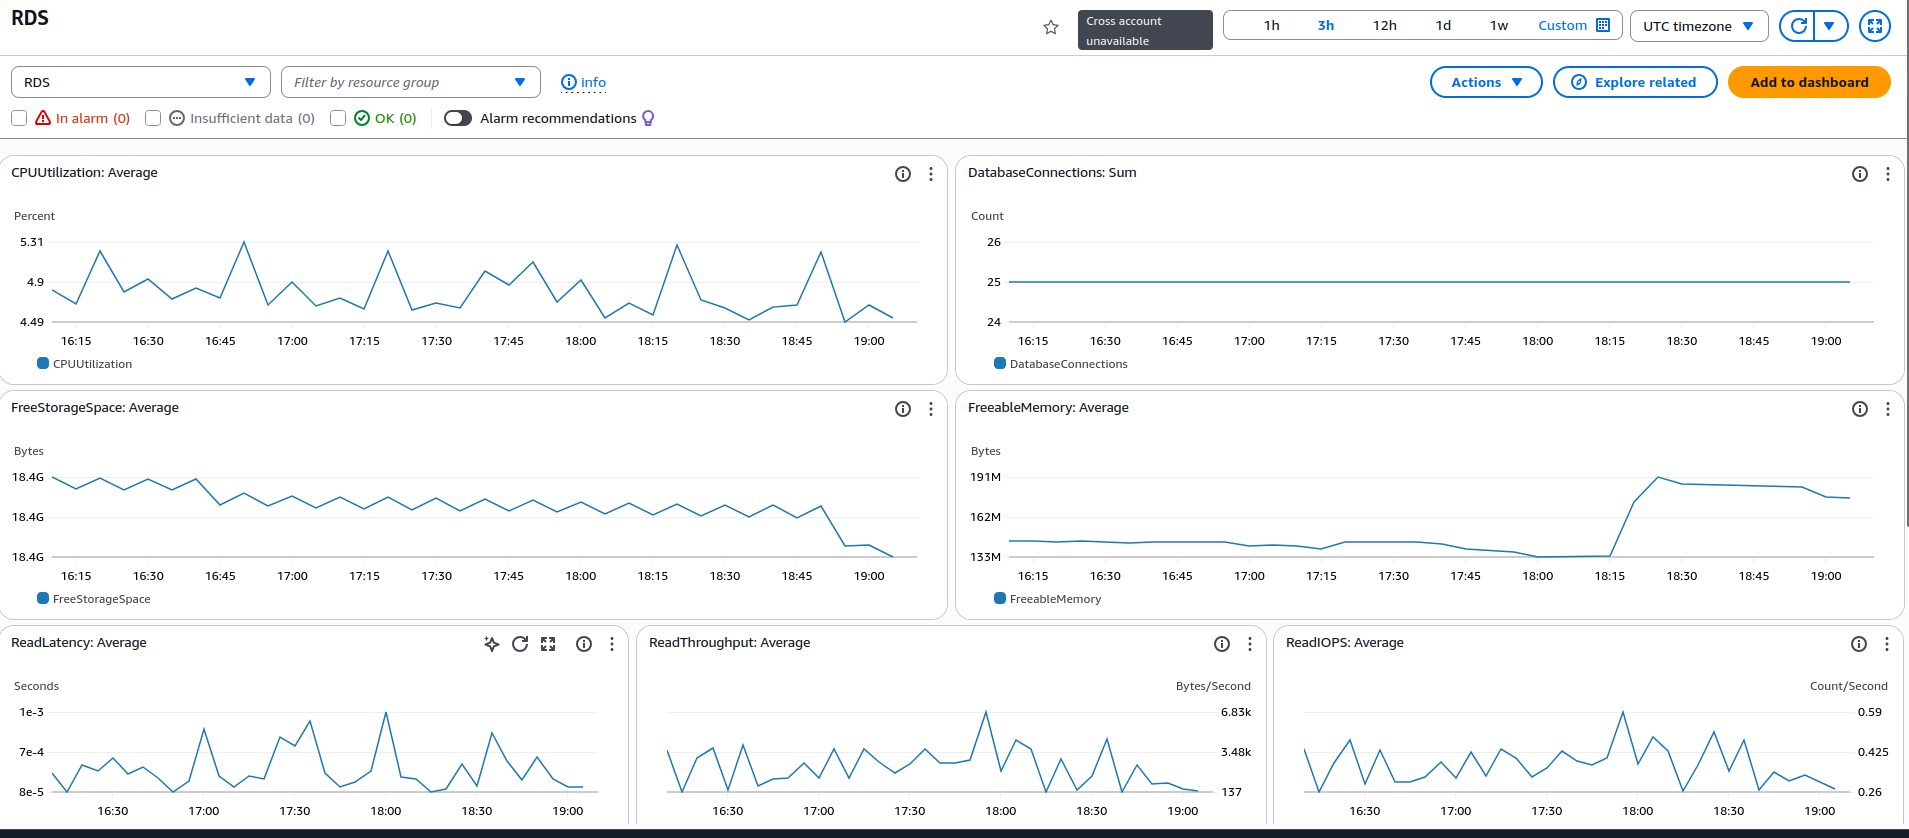 RDS
Cross account
unavailable
1h 3h 12h 1d 1w Custom
UTC timezone
RDS
Filter by resource group
info
Actions
Explore related
Add to dashboard
In alarm (0)
Insufficient data (0)
OK (0)
Alarm recommendations
CPUUtilization: Average
Percent
5.31
4.9
4.49
16:15 16:30 16:45 17:00 17:15 17:30 17:45 18:00 18:15 18:30 18:45 19:00
CPUUtilization
DatabaseConnections: Sum
Count
26
25
24
16:15 16:30 16:45 17:00 17:15 17:30 17:45 18:00 18:15 18:30 18:45 19:00
DatabaseConnections
FreeStorageSpace: Average
Bytes
18.4G
18.4G
18.4G
16:15 16:30 16:45 17:00 17:15 17:30 17:45 18:00 18:15 18:30 18:45 19:00
FreeStorageSpace
FreeableMemory: Average
Bytes
191M
162M
133M
16:15 16:30 16:45 17:00 17:15 17:30 17:45 18:00 18:15 18:30 18:45 19:00
FreeableMemory
ReadLatency: Average
Seconds
1e-3
7e-4
8e-5
16:30 17:00 17:30 18:00 18:30 19:00
ReadThroughput: Average
Bytes/Second
6.83k
3.48k
137
16:30 17:00 17:30 18:00 18:30 19:00
ReadIOPS: Average
Count/Second
0.59
0.425
0.26
16:30 17:00 17:30 18:00 18:30 19:00